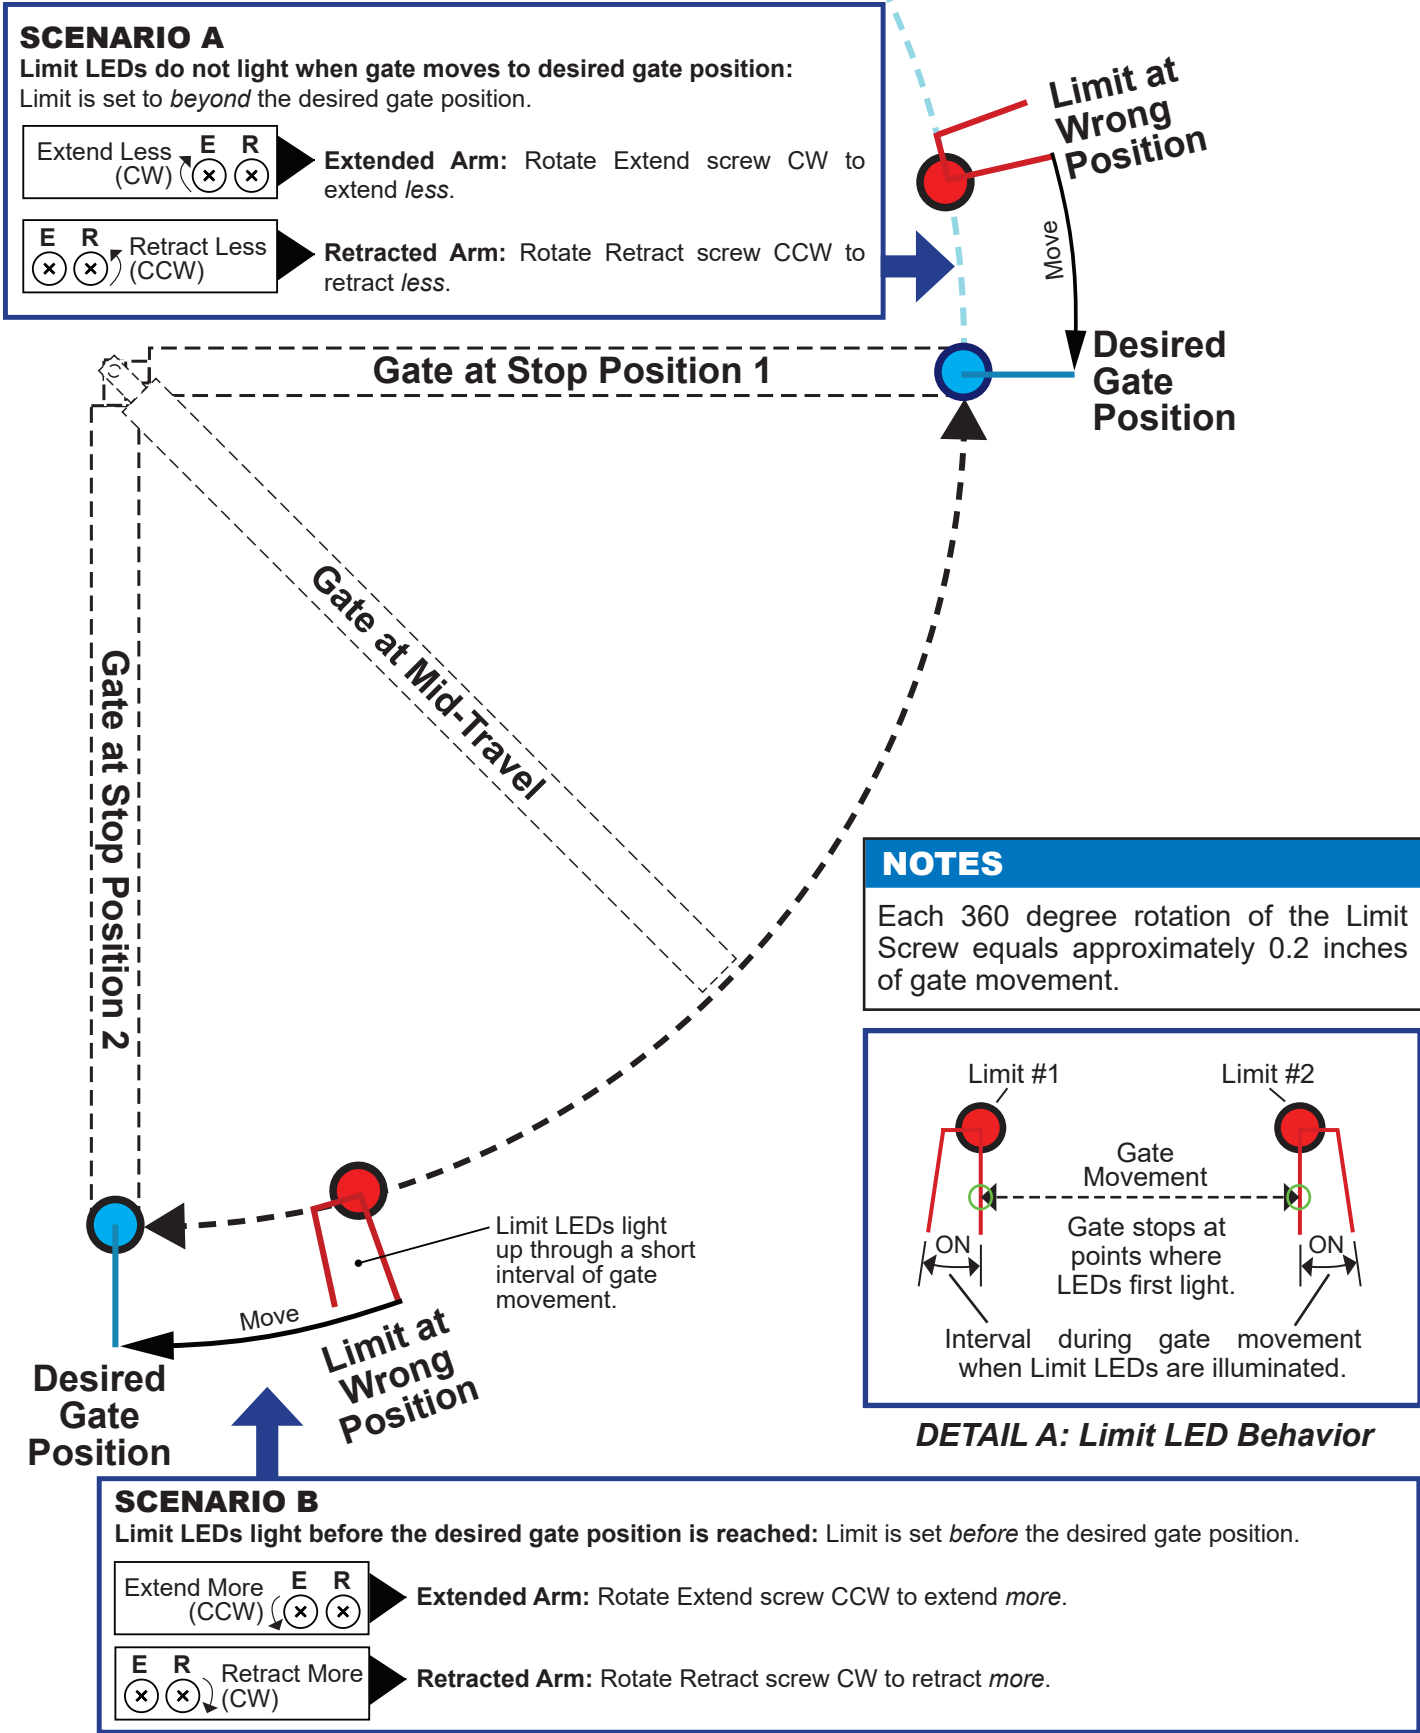 SCENARIO A
Limit LEDs do not light when gate moves to desired gate position:
Limit is set to beyond the desired gate position.
Extend Less
(CW)
E R
Extended Arm: Rotate Extend screw CW to
extend less.
E R
Retract Less
(CCW)
Retracted Arm: Rotate Retract screw CCW to
retract less.
Limit at
Wrong
Position
Move
Desired
Gate
Position
Gate at Stop Position 1
Gate at Mid-Travel
Gate at Stop Position 2
NOTES
Each 360 degree rotation of the Limit
Screw equals approximately 0.2 inches
of gate movement.
Limit #1
Limit #2
Gate
Movement
Gate stops at
points where
LEDs first light.
ON
ON
Interval during gate movement
when Limit LEDs are illuminated.
DETAIL A: Limit LED Behavior
Limit LEDs light
up through a short
interval of gate
movement.
Move
Limit at
Wrong
Position
Desired
Gate
Position
SCENARIO B
Limit LEDs light before the desired gate position is reached: Limit is set before the desired gate position.
Extend More
(CCW)
E R
Extended Arm: Rotate Extend screw CCW to extend more.
E R
Retract More
(CW)
Retracted Arm: Rotate Retract screw CW to retract more.